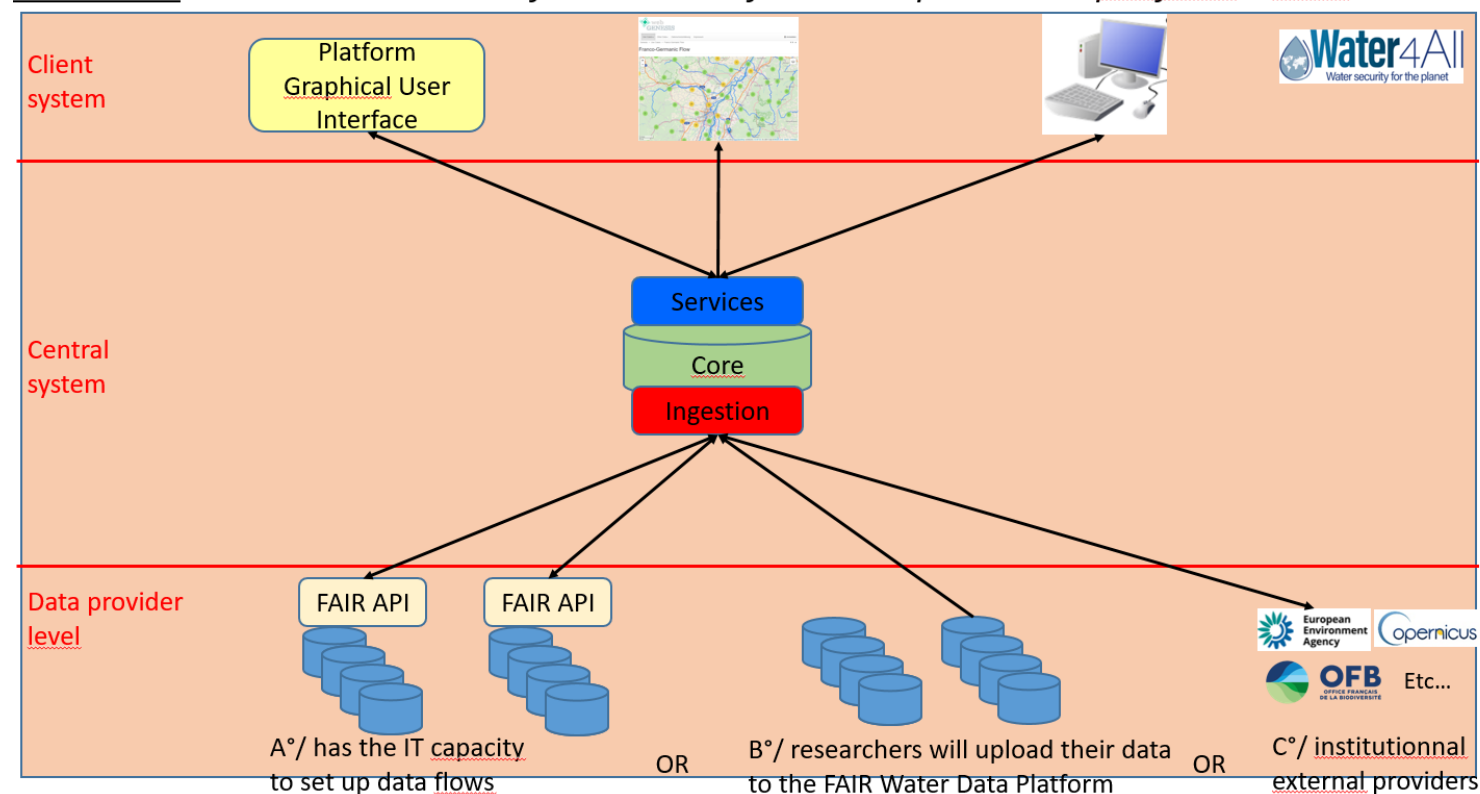 Client
system
Platform
Graphical User
Interface
Franco-Germanic Flow
Water4All
Water security for the planet
Central
system
Services
Core
Ingestion
Data provider
level
FAIR API
FAIR API
European
Environment
Agency
opernicus
OFB
OFFICE FRANÇAIS
DE LA BIODIVERSITÉ
Etc...
A°/ has the IT capacity
to set up data flows
OR
B°/ researchers will upload their data
to the FAIR Water Data Platform
OR
C°/ institutionnal
external providers